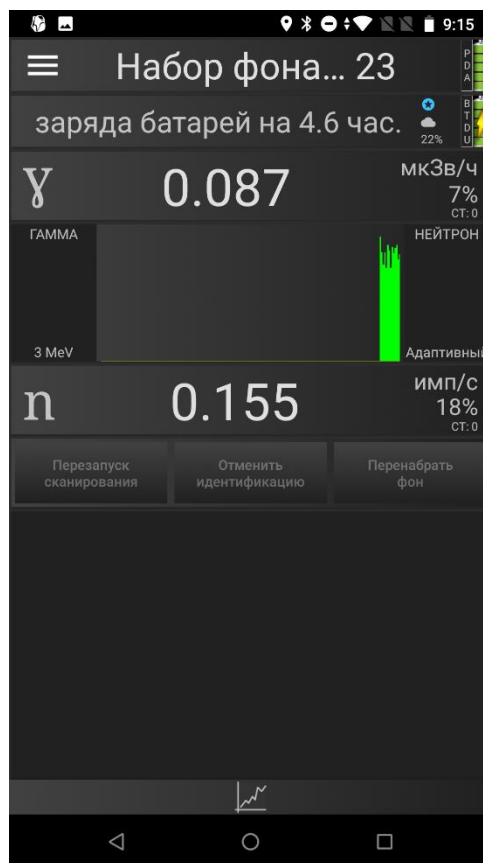 9:15
Набор фона... 23
PDA
заряда батарей на 4.6 час.
22%
BTDU
γ
0.087
мкЗв/ч
7%
СТ: 0
ГАММА
НЕЙТРОН
3 MeV
Адаптивный
n
0.155
имп/с
18%
СТ: 0
Перезапуск
сканирования
Отменить
идентификацию
Перенабрать
фон